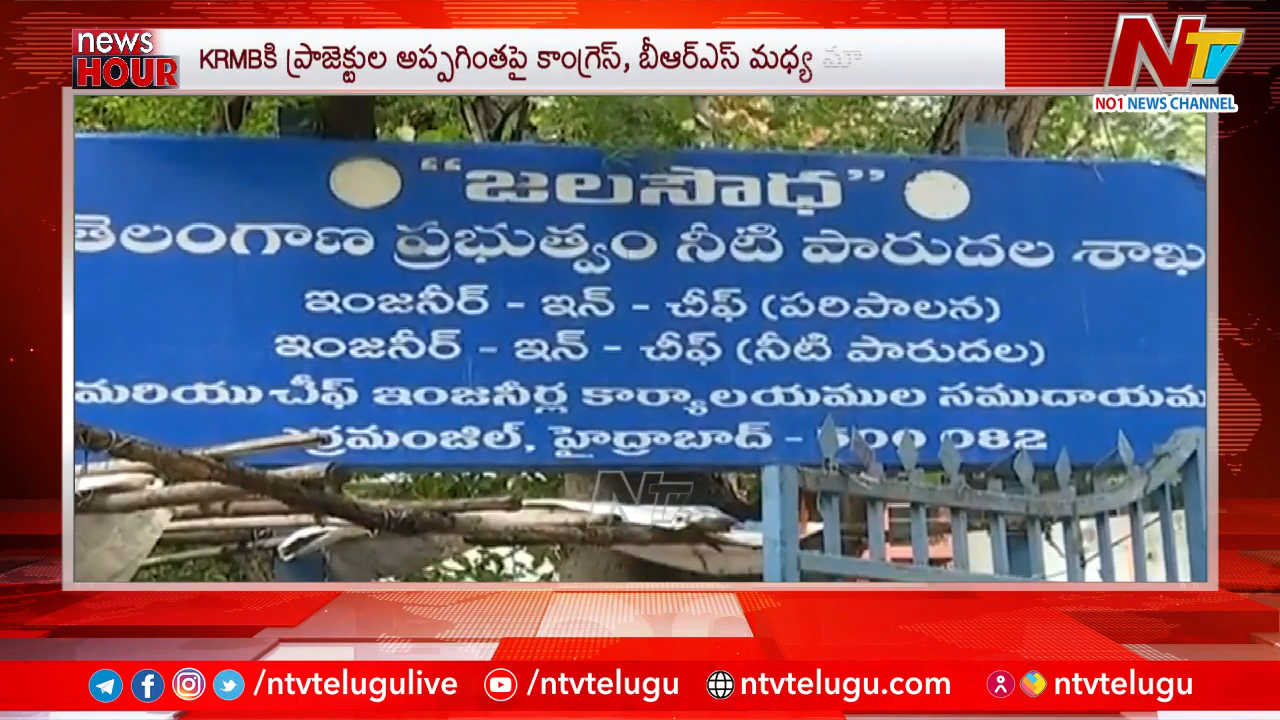 news
HOUR
KRMBకి ప్రాజెక్టుల అప్పగింతపై కాంగ్రెస్, బీఆర్ఎస్ మధ్య
NTV
NO1 NEWS CHANNEL
“జలసౌధ”
తెలంగాణ ప్రభుత్వం నీటి పారుదల శాఖ
ఇంజనీర్ - ఇన్ - చీఫ్ (పరిపాలన)
ఇంజనీర్ - ఇన్ - చీఫ్ (నీటి పారుదల)
మరియు చీఫ్ ఇంజనీర్ల కార్యాలయముల సముదాయము
హైద్రాబాద్ - 500 082
NTV
/ntvtelugulive
/ntvtelugu
ntvtelugu.com
ntvtelugu